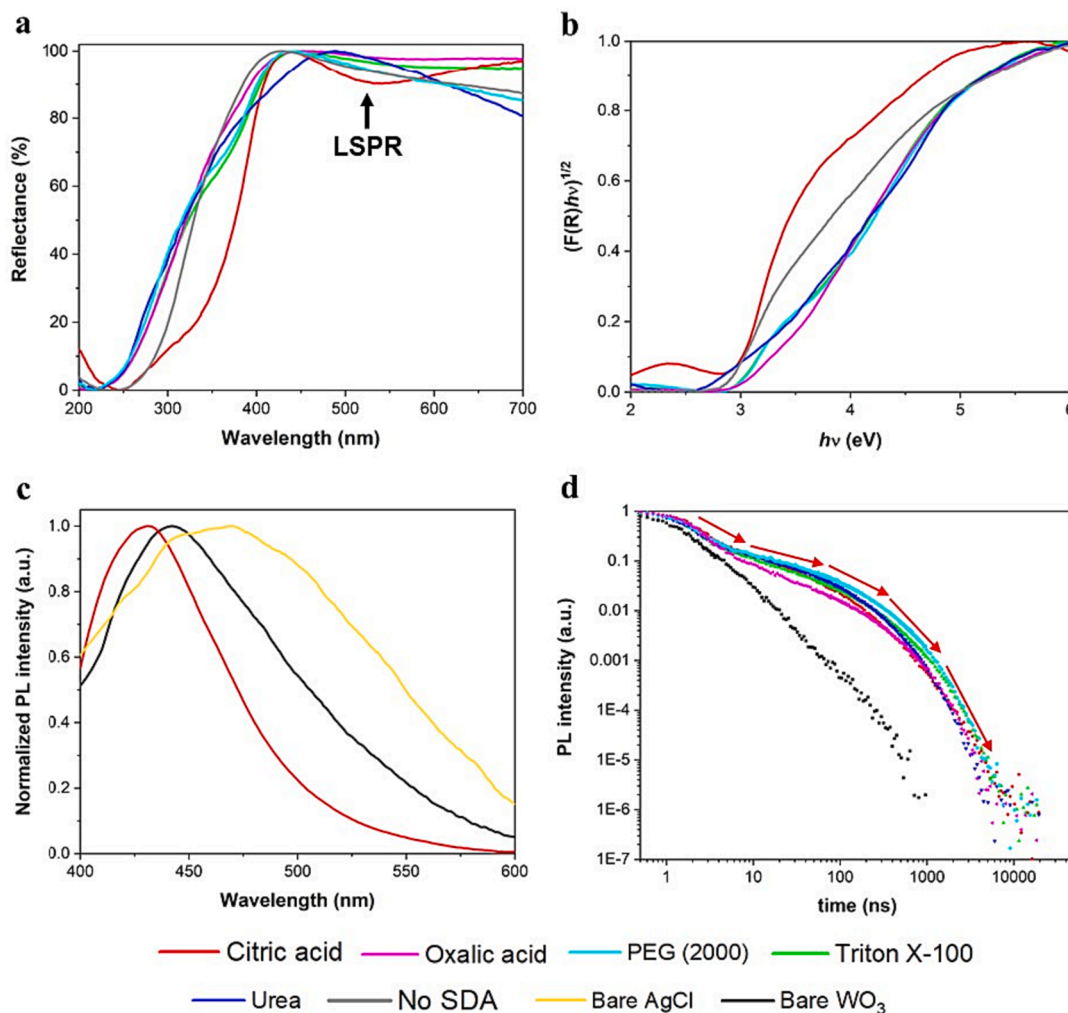 a
100
80
60
40
20
0
Reflectance (%)
LSPR
200 300 400 500 600 700
Wavelength (nm)
b
1.0
0.8
0.6
0.4
0.2
0.0
(F(R)hν)1/2
2 3 4 5 6
hν (eV)
c
1.0
0.8
0.6
0.4
0.2
0.0
Normalized PL intensity (a.u.)
400 450 500 550 600
Wavelength (nm)
d
1
0.1
0.01
0.001
1E-4
1E-5
1E-6
1E-7
PL intensity (a.u.)
1 10 100 1000 10000
time (ns)
Citric acid Oxalic acid PEG (2000) Triton X-100
Urea No SDA Bare AgCl Bare WO3